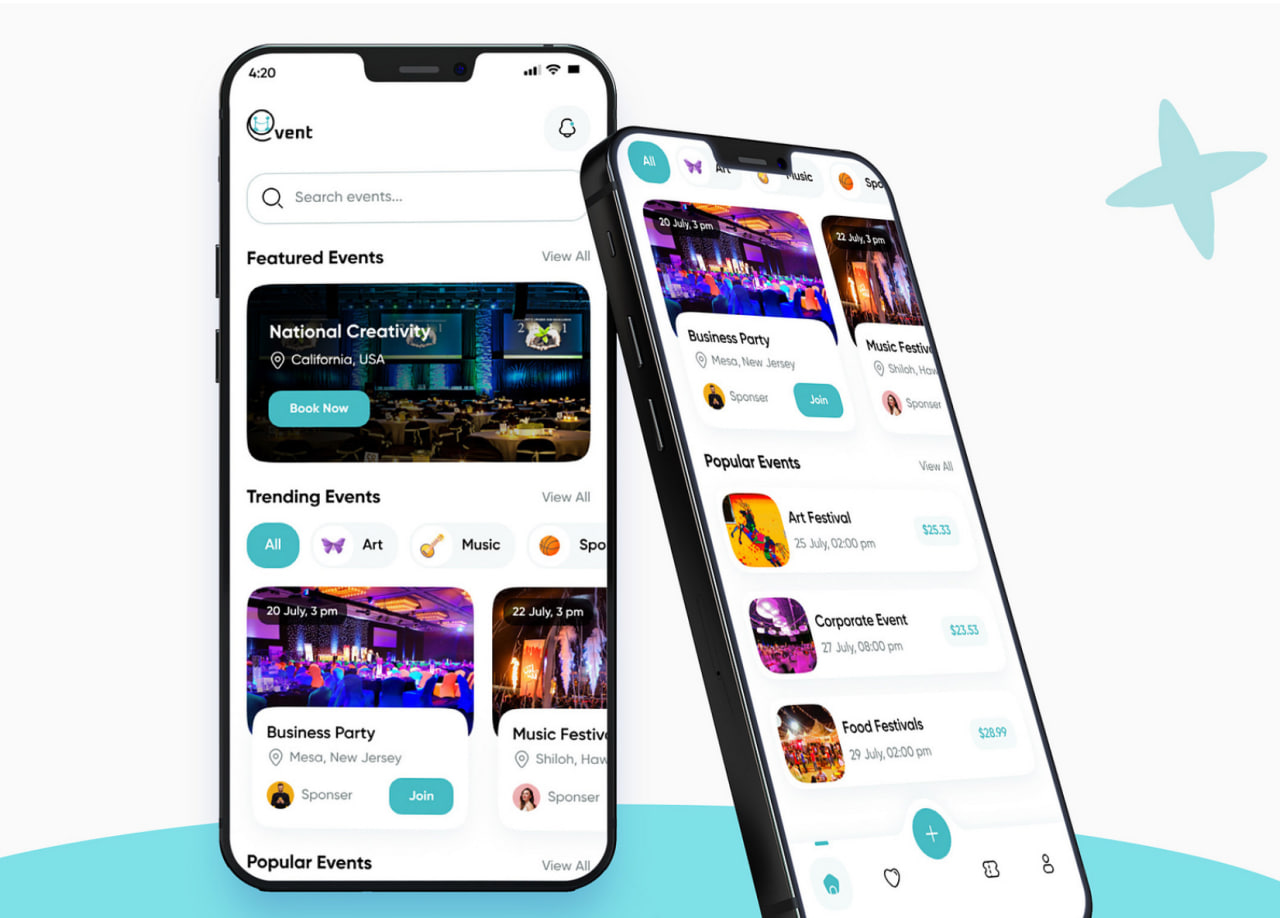 4:20
event
Search events...
Featured Events
View All
National Creativity
California, USA
Book Now
Trending Events
View All
All
Art
Music
Spo
20 July, 3 pm
22 July, 3 pm
Business Party
Music Festiv
Mesa, New Jersey
Shiloh, Haw
Sponser
Join
Sponser
Popular Events
View All
All
Art
Music
Spo
20 July, 3 pm
22 July, 3 pm
Business Party
Music Festiv
Mesa, New Jersey
Shiloh, Haw
Sponser
Join
Sponser
Popular Events
View All
Art Festival
25 July, 02:00 pm
$25.33
Corporate Event
27 July, 08:00 pm
$23.53
Food Festivals
29 July, 02:00 pm
$28.99